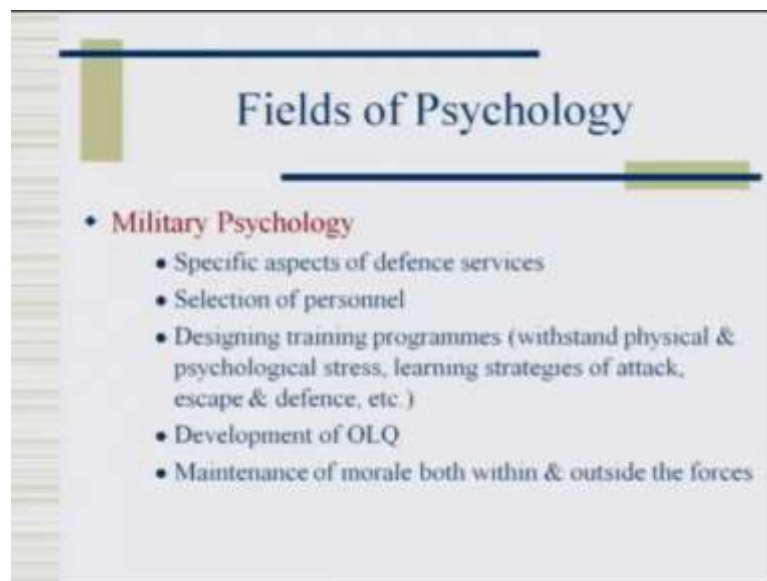 Fields of Psychology
Military Psychology
Specific aspects of defence services
Selection of personnel
Designing training programmes (withstand physical &
psychological stress, learning strategies of attack,
escape & defence, etc.)
Development of OLQ
Maintenance of morale both within & outside the forces